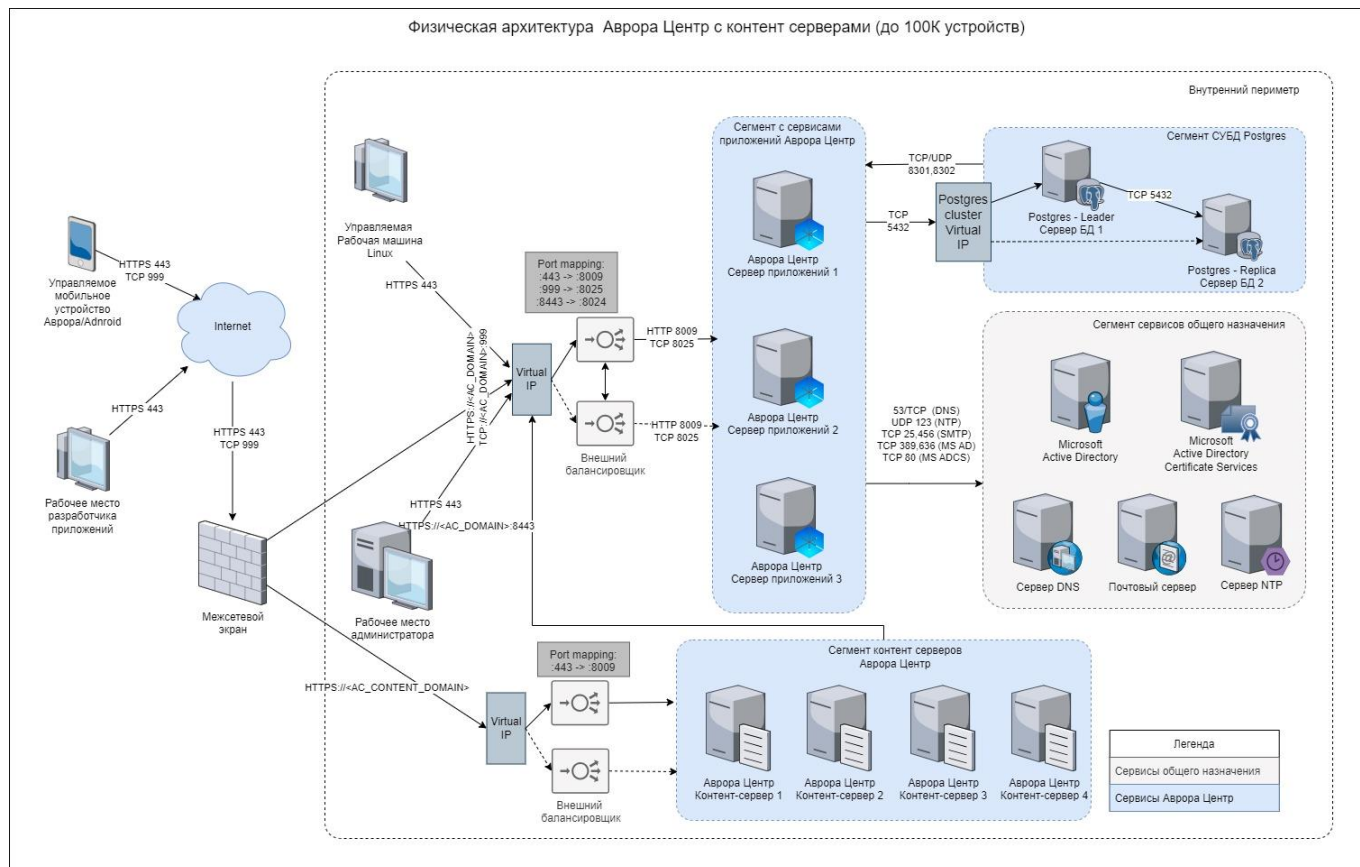 Физическая архитектура Аврора Центр с контент серверами (до 100К устройств)
Внутренний периметр
Управляемая
Рабочая машина
Linux
HTTPS 443
Управляемое
мобильное
устройство
Аврора/Adnroid
HTTPS 443
TCP 999
Internet
HTTPS 443
HTTPS 443
TCP 999
Рабочее место
разработчика
приложений
Межсетевой
экран
HTTPS://<AC_DOMAIN>
TCP://<AC_DOMAIN>:999
HTTPS 443
HTTPS://<AC_DOMAIN>:8443
Рабочее место
администратора
HTTPS://<AC_CONTENT_DOMAIN>
Port mapping:
:443 -> :8009
:999 -> :8025
:8443 -> :8024
Virtual
IP
HTTP 8009
TCP 8025
HTTP 8009
TCP 8025
Внешний
балансировщик
Сегмент с сервисами
приложений Аврора Центр
Аврора Центр
Сервер приложений 1
Аврора Центр
Сервер приложений 2
Аврора Центр
Сервер приложений 3
TCP/UDP
8301,8302
TCP
5432
Сегмент СУБД Postgres
Postgres
cluster
Virtual
IP
Postgres - Leader
Сервер БД 1
TCP 5432
Postgres - Replica
Сервер БД 2
53/TCP (DNS)
UDP 123 (NTP)
TCP 25,456 (SMTP)
TCP 389,636 (MS AD)
TCP 80 (MS ADCS)
Сегмент сервисов общего назначения
Microsoft
Active Directory
Microsoft
Active Directory
Certificate Services
Сервер DNS
Почтовый сервер
Сервер NTP
Port mapping:
:443 -> :8009
Virtual
IP
Внешний
балансировщик
Сегмент контент серверов
Аврора Центр
Аврора Центр
Контент-сервер 1
Аврора Центр
Контент-сервер 2
Аврора Центр
Контент-сервер 3
Аврора Центр
Контент-сервер 4
Легенда
Сервисы общего назначения
Сервисы Аврора Центр